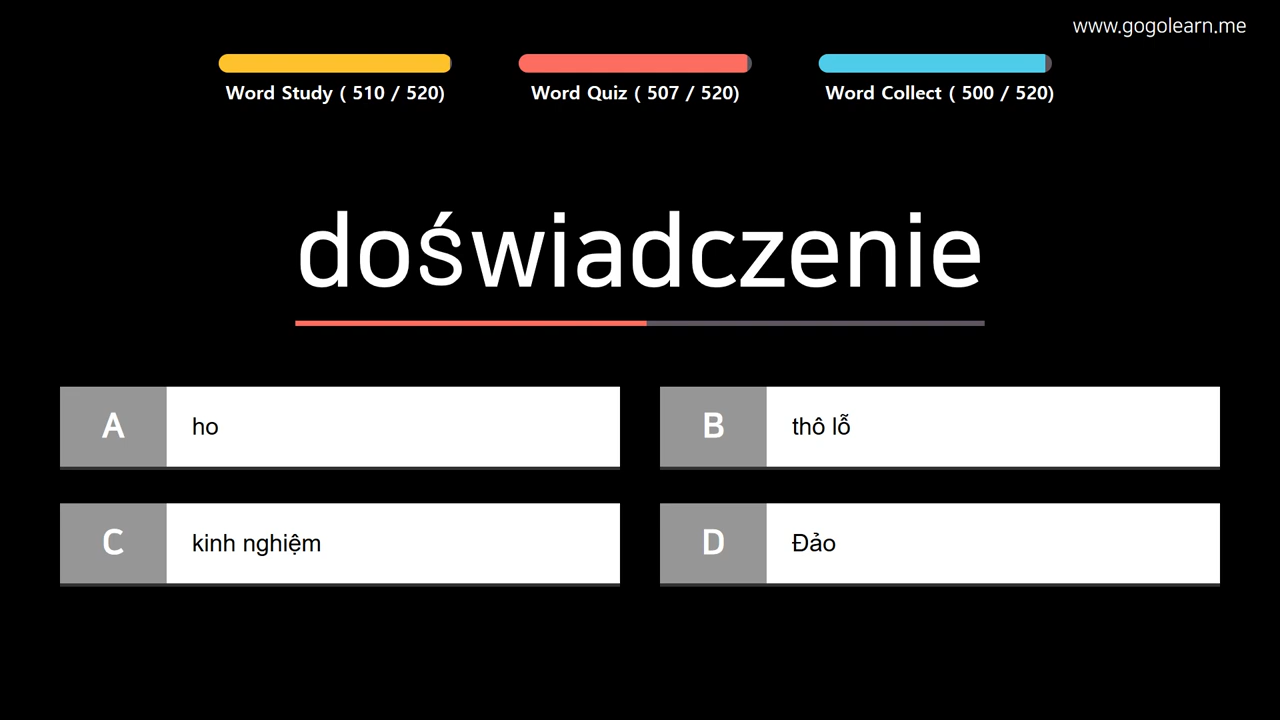 www.gogolearn.me
Word Study ( 510 / 520)
Word Quiz ( 507 / 520)
Word Collect ( 500 / 520)
doświadczenie
A ho
B thô lỗ
C kinh nghiệm
D Đảo